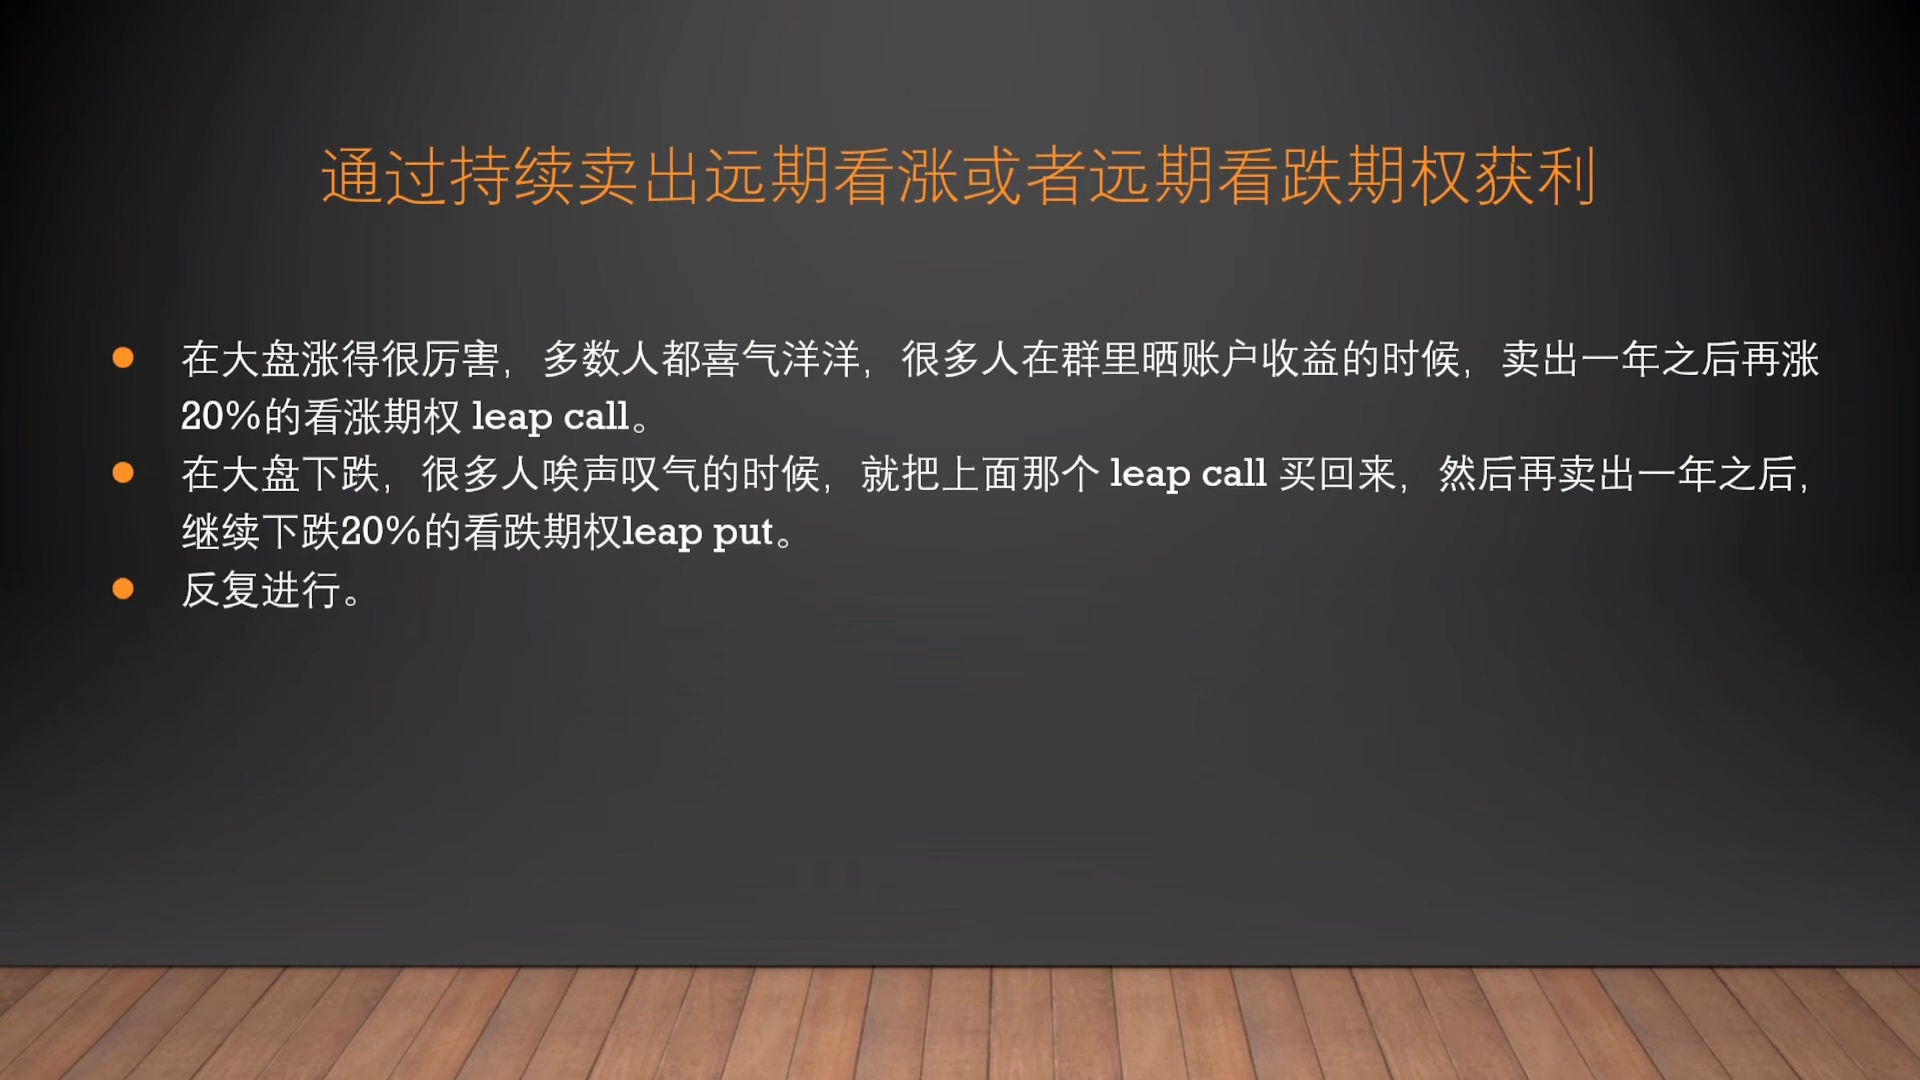 通过持续卖出远期看涨或者远期看跌期权获利
在大盘涨得很厉害，多数人都喜气洋洋，很多人在群里晒账户收益的时候，卖出一年之后再涨
20%的看涨期权 leap call。
在大盘下跌，很多人唉声叹气的时候，就把上面那个 leap call 买回来，然后再卖出一年之后，
继续下跌20%的看跌期权leap put。
反复进行。